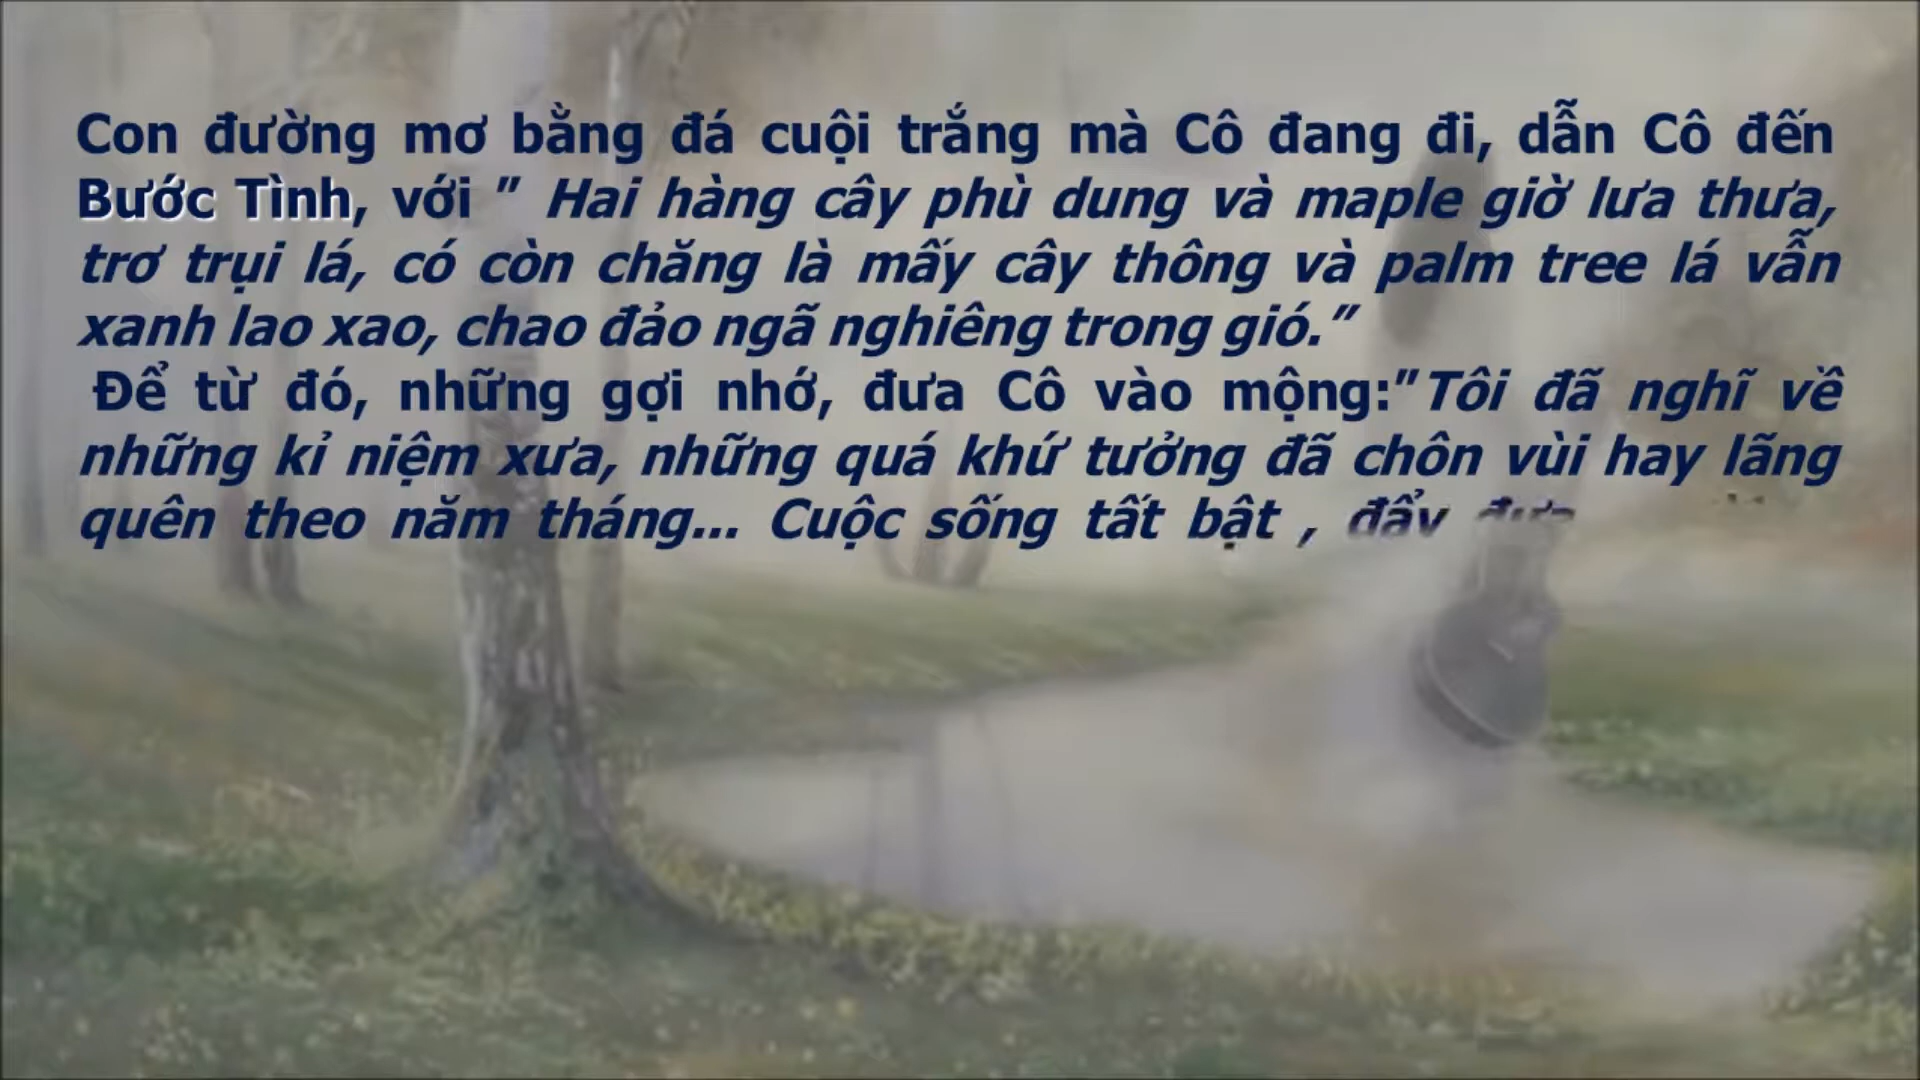 Con đường mơ bằng đá cuội trắng mà Cô đang đi, dẫn Cô đến
Bước Tình, với " Hai hàng cây phù dung và maple giờ lưa thưa,
trơ trụi lá, có còn chăng là mấy cây thông và palm tree lá vẫn
xanh lao xao, chao đảo ngã nghiêng trong gió."
Để từ đó, những gợi nhớ, đưa Cô vào mộng:"Tôi đã nghĩ về
những kỉ niệm xưa, những quá khứ tưởng đã chôn vùi hay lãng
quên theo năm tháng... Cuộc sống tất bật , đẩy đưa